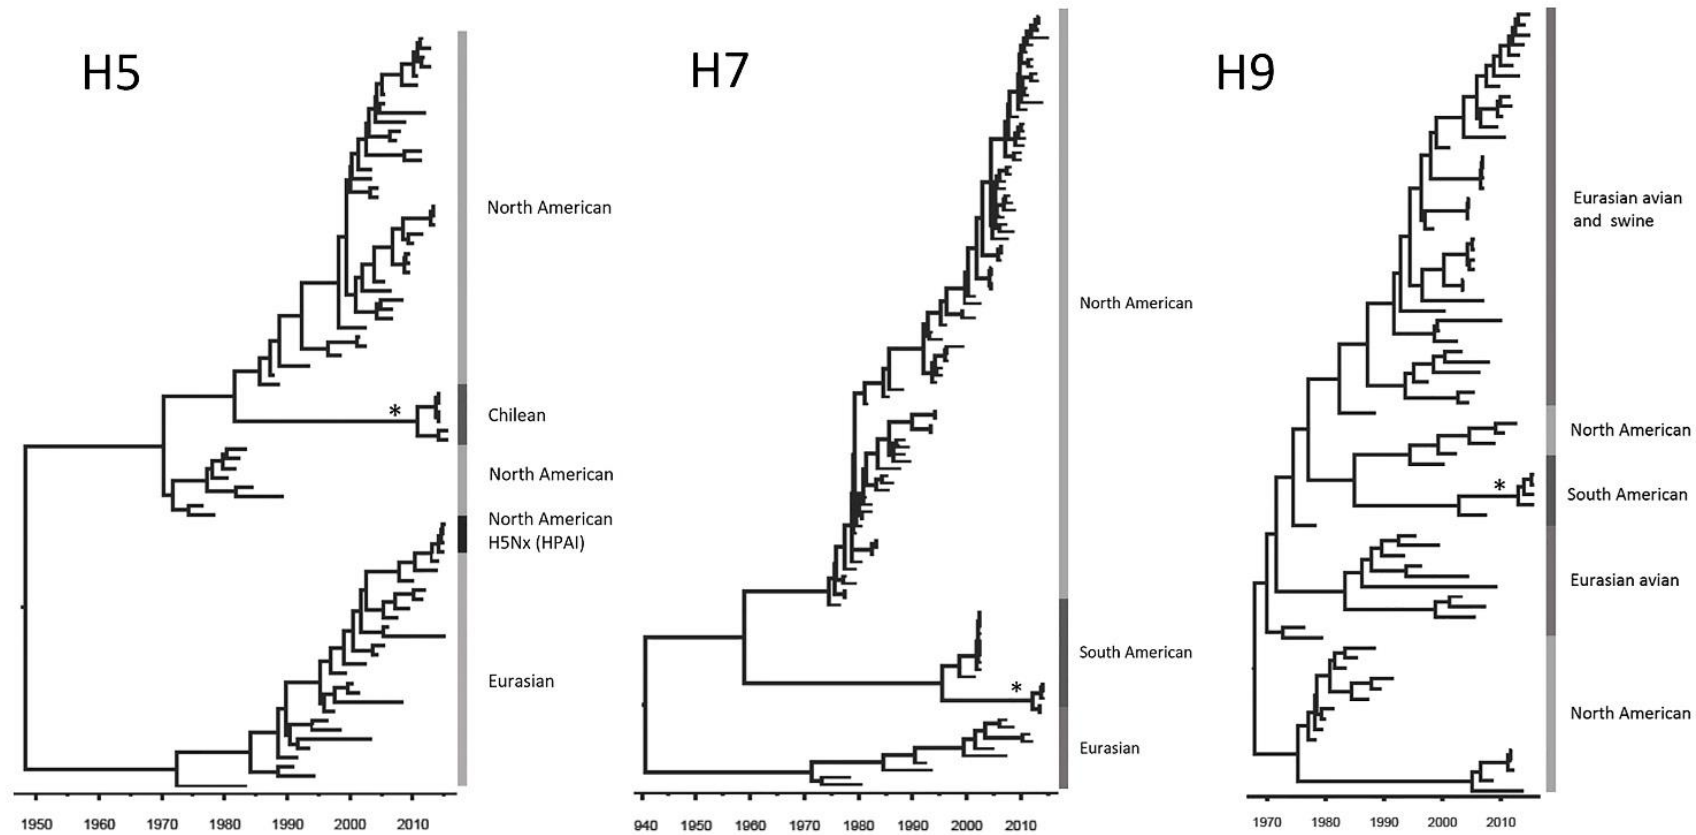 H5
North American
*
Chilean
North American
North American
H5Nx (HPAI)
Eurasian
1950 1960 1970 1980 1990 2000 2010
H7
North American
South American
*
Eurasian
940 1950 1960 1970 1980 1990 2000 2010
H9
Eurasian avian
and swine
North American
*
South American
Eurasian avian
North American
1970 1980 1990 2000 2010